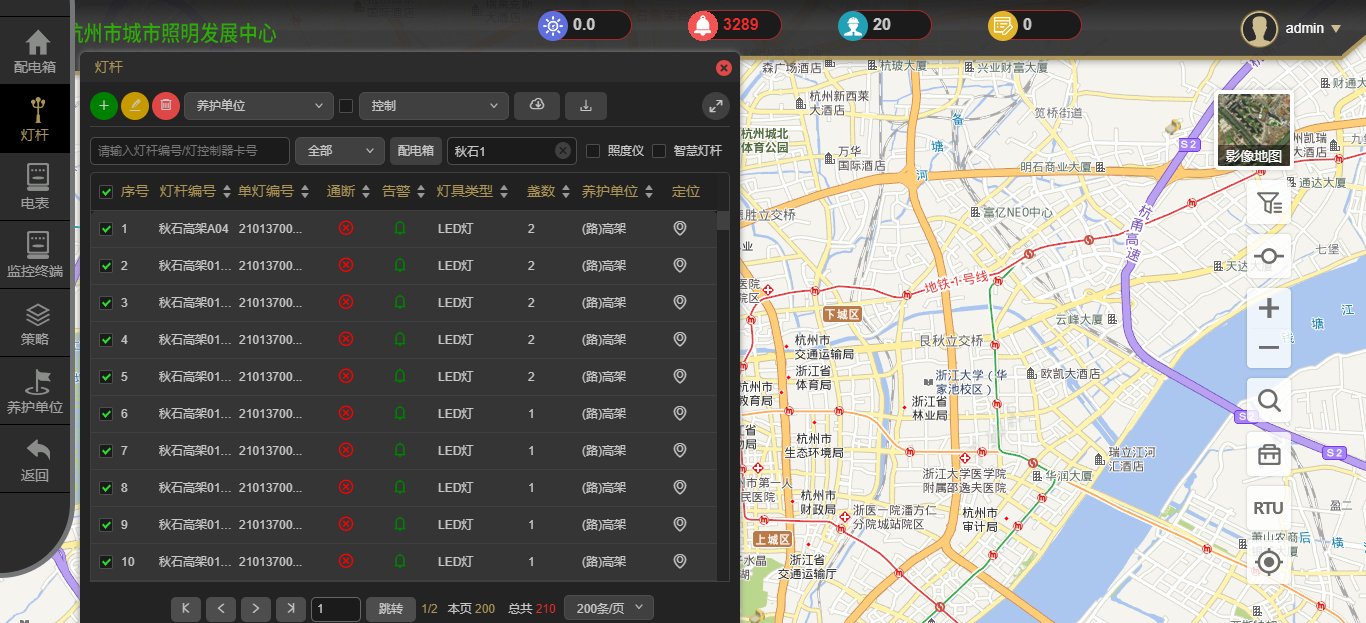 杭州市城市照明发展中心
0.0
3289
20
0
admin
配电箱
灯杆
电表
监控终端
策略
养护单位
返回
灯杆
养护单位
控制
请输入灯杆编号/灯控制器卡号
全部
配电箱
秋石1
照度仪
智慧灯杆
序号 灯杆编号 单灯编号 通断 告警 灯具类型 盏数 养护单位 定位
1 秋石高架A04 21013700... LED灯 2 (路)高架
2 秋石高架01... 21013700... LED灯 2 (路)高架
3 秋石高架01... 21013700... LED灯 2 (路)高架
4 秋石高架01... 21013700... LED灯 2 (路)高架
5 秋石高架01... 21013700... LED灯 2 (路)高架
6 秋石高架01... 21013700... LED灯 1 (路)高架
7 秋石高架01... 21013700... LED灯 1 (路)高架
8 秋石高架01... 21013700... LED灯 1 (路)高架
9 秋石高架01... 21013700... LED灯 1 (路)高架
10 秋石高架01... 21013700... LED灯 1 (路)高架
1
跳转
1/2
本页 200
总共 210
200条/页
森广场酒店
杭玻大厦
兴业财富大厦
杭州新西莱
大酒店
笕桥街道
备
塘
河
杭州城北
体育公园
万华
国际酒店
S2
明石商业大厦
影像地图
州凯瑞
大酒店
通达大厦
胜立交桥
富亿NEO中心
杭甬高速
七堡
天达
地铁-1-号线
下城区
云峰大厦
江
塘
杭州市
交通运输局
艮秋立交桥
浙江省
体育局
浙江大学（华
家池校区）
欧凯大酒店
杭州市
教育局
浙江省
林业局
S2
杭州市
生态环境局
瑞立江河
汇酒店
浙江大学医学院
附属邵逸夫医院
华润大厦
州市第一人
民医院
杭州市
财政局
浙医一院潘方仁
分院城站院区
杭州市
审计局
RTU
盈二
上城区
萧山农商
后
横
浙江省
交通运输厅
水晶